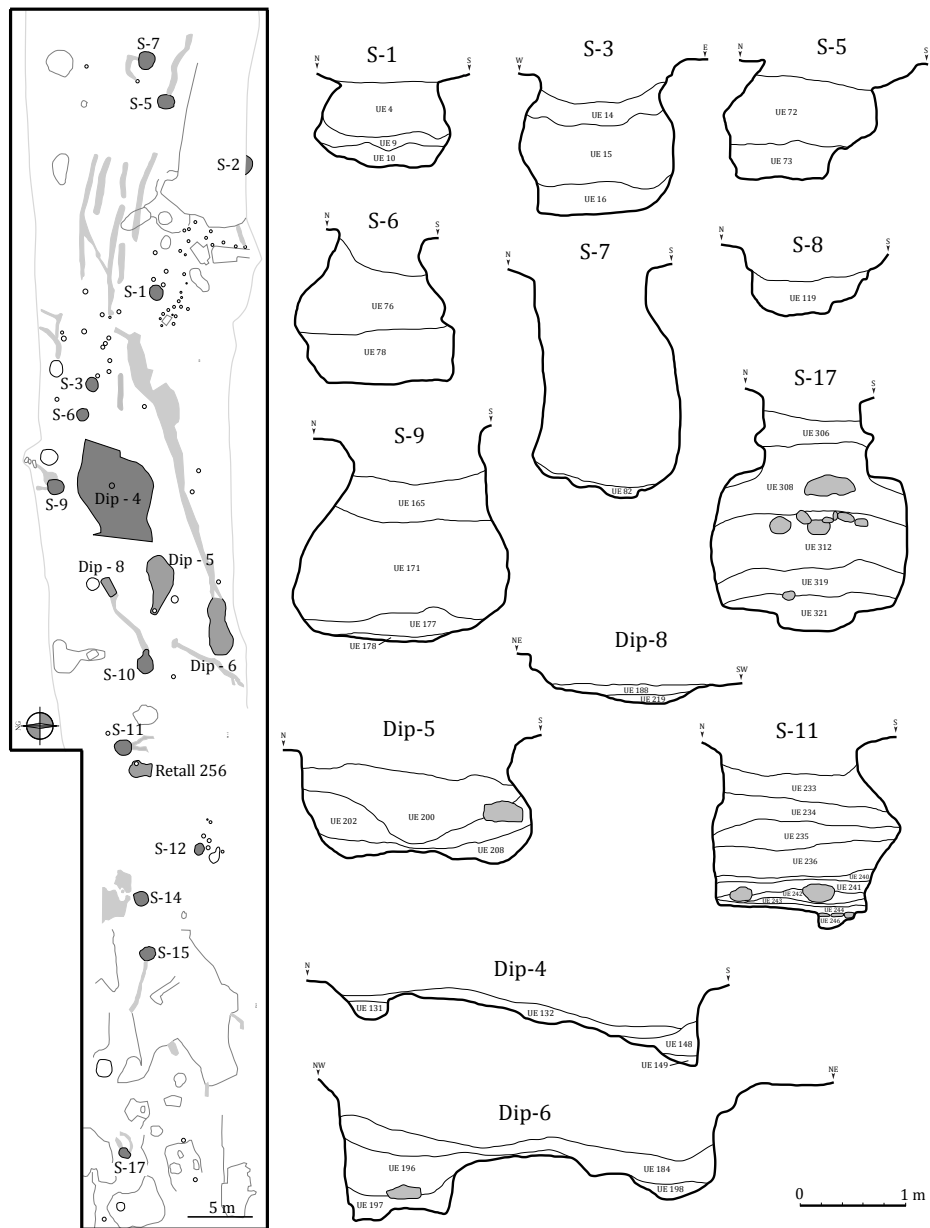 S-7
S-5
S-2
S-1
S-3
S-6
S-9
Dip - 4
Dip - 5
Dip - 8
Dip - 6
S-10
NG
S-11
Retall 256
S-12
S-14
S-15
S-17
5 m
S-1
N
S
UE 4
UE 9
UE 10
S-3
W
E
UE 14
UE 15
UE 16
S-5
N
S
UE 72
UE 73
S-6
N
S
UE 76
UE 78
S-7
N
S
UE 82
S-8
N
S
UE 119
S-17
N
S
UE 306
UE 308
UE 312
UE 319
UE 321
S-9
N
S
UE 165
UE 171
UE 177
UE 178
Dip-8
NE
SW
UE 188
UE 219
Dip-5
N
S
UE 202
UE 200
UE 208
S-11
N
S
UE 233
UE 234
UE 235
UE 236
UE 240
UE 241
UE 242
UE 243
UE 244
UE 246
Dip-4
N
S
UE 131
UE 132
UE 148
UE 149
Dip-6
NW
NE
UE 196
UE 184
UE 198
UE 197
0 1 m